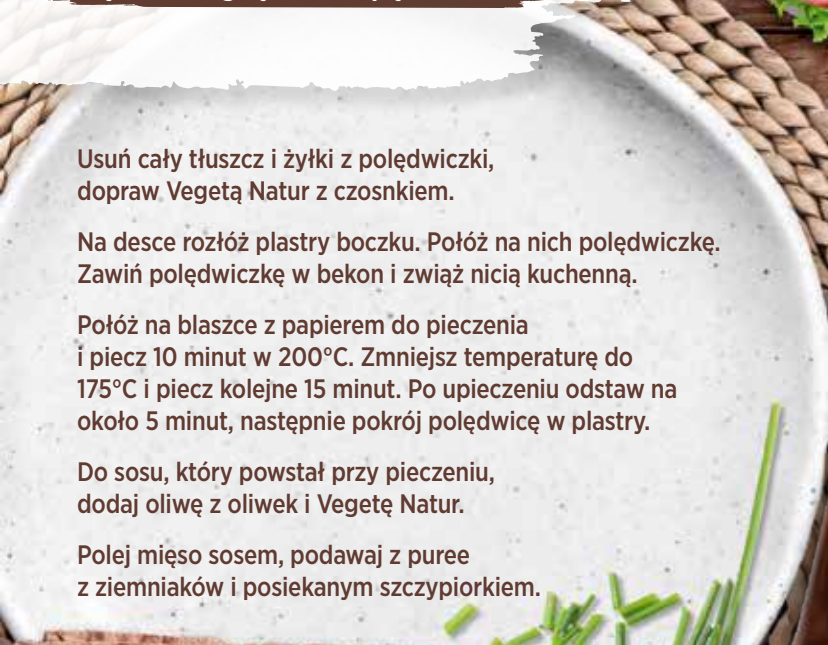 Usuń cały tłuszcz i żyłki z polędwiczki,
dopraw Vegetą Natur z czosnkiem.
Na desce rozłóż plastry boczku. Połóż na nich polędwiczkę.
Zawiń polędwiczkę w bekon i zwiąż nicią kuchenną.
Połóż na blaszce z papierem do pieczenia
i piecz 10 minut w 200°C. Zmniejsz temperaturę do
175°C i piecz kolejne 15 minut. Po upieczeniu odstaw na
około 5 minut, następnie pokrój polędwicę w plastry.
Do sosu, który powstał przy pieczeniu,
dodaj oliwę z oliwek i Vegetę Natur.
Polej mięso sosem, podawaj z puree
z ziemniaków i posiekanym szczypiorkiem.